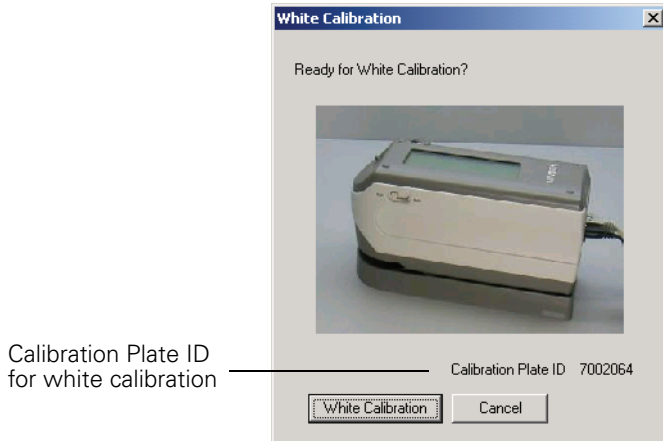 White Calibration
Ready for White Calibration?
Calibration Plate ID
for white calibration
Calibration Plate ID 7002064
White Calibration Cancel